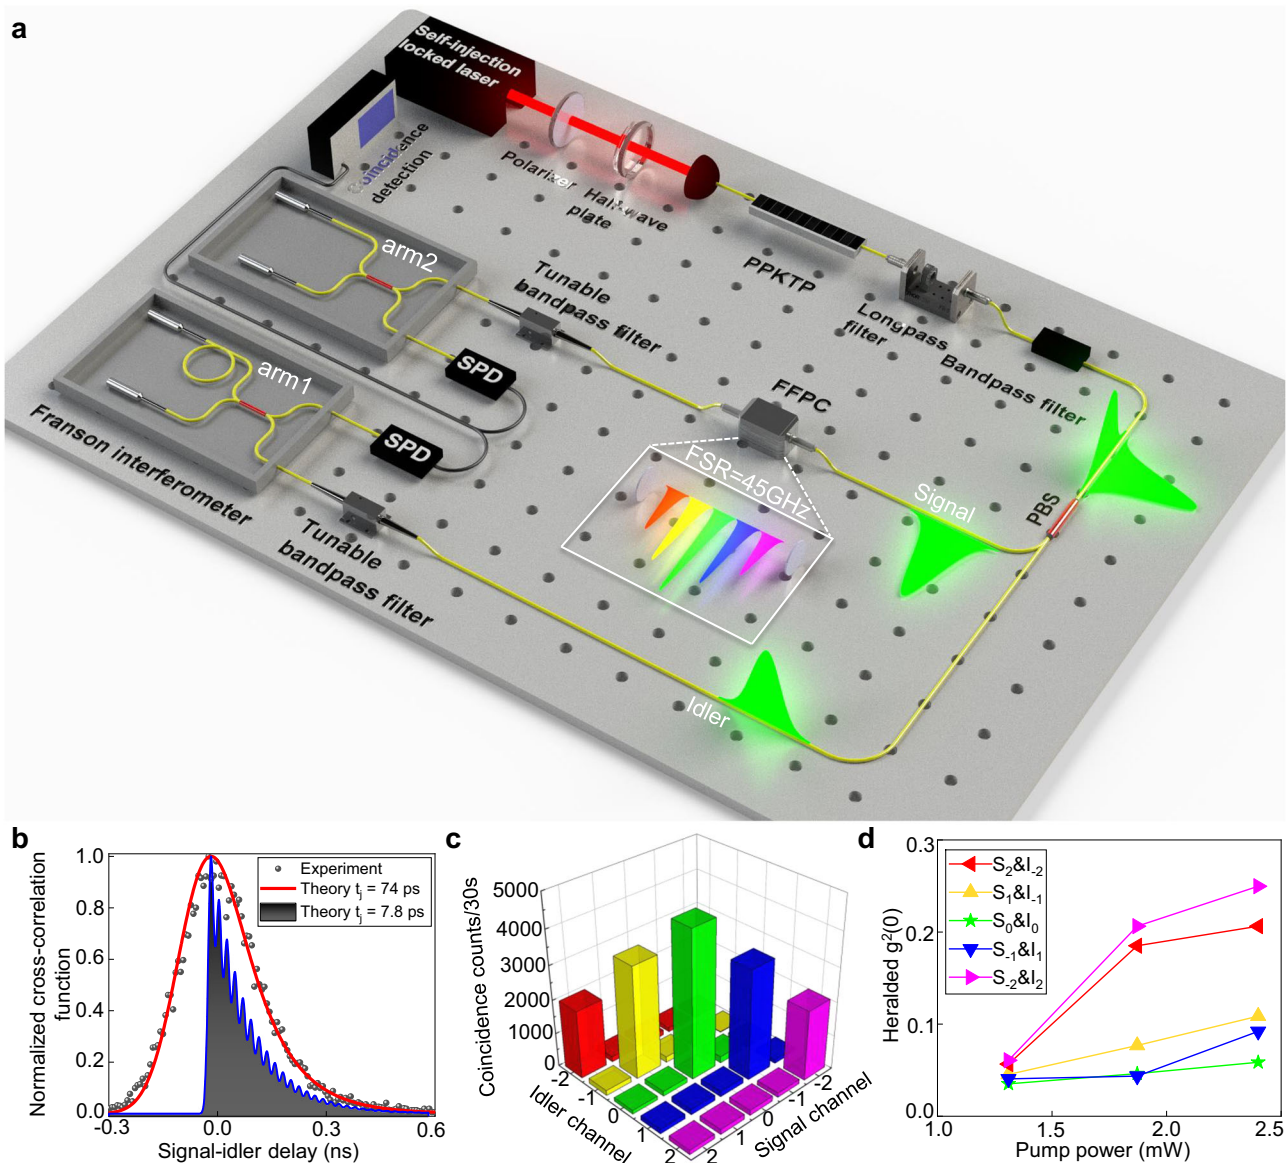 a
Self-injection
locked laser
Coincidence
detection
Polarizer
Half-wave
plate
PPKTP
Longpass
filter
Bandpass filter
arm2
Tunable
bandpass filter
SPD
FFPC
FSR=45GHz
Signal
PBS
arm1
SPD
Franson interferometer
Tunable
bandpass filter
Idler
b
Normalized cross-correlation
function
1.0
0.8
0.6
0.4
0.2
0.0
-0.3
0.0
0.3
0.6
Signal-idler delay (ns)
Experiment
Theory t_j = 74 ps
Theory t_j = 7.8 ps
c
Coincidence counts/30s
5000
4000
3000
2000
1000
0
-2
-1
0
1
2
Idler channel
2
1
0
-1
-2
Signal channel
d
Heralded g²(0)
0.3
0.2
0.1
0.0
1.0
1.5
2.0
2.5
Pump power (mW)
S₂&I₋₂
S₁&I₋₁
S₀&I₀
S₋₁&I₁
S₋₂&I₂